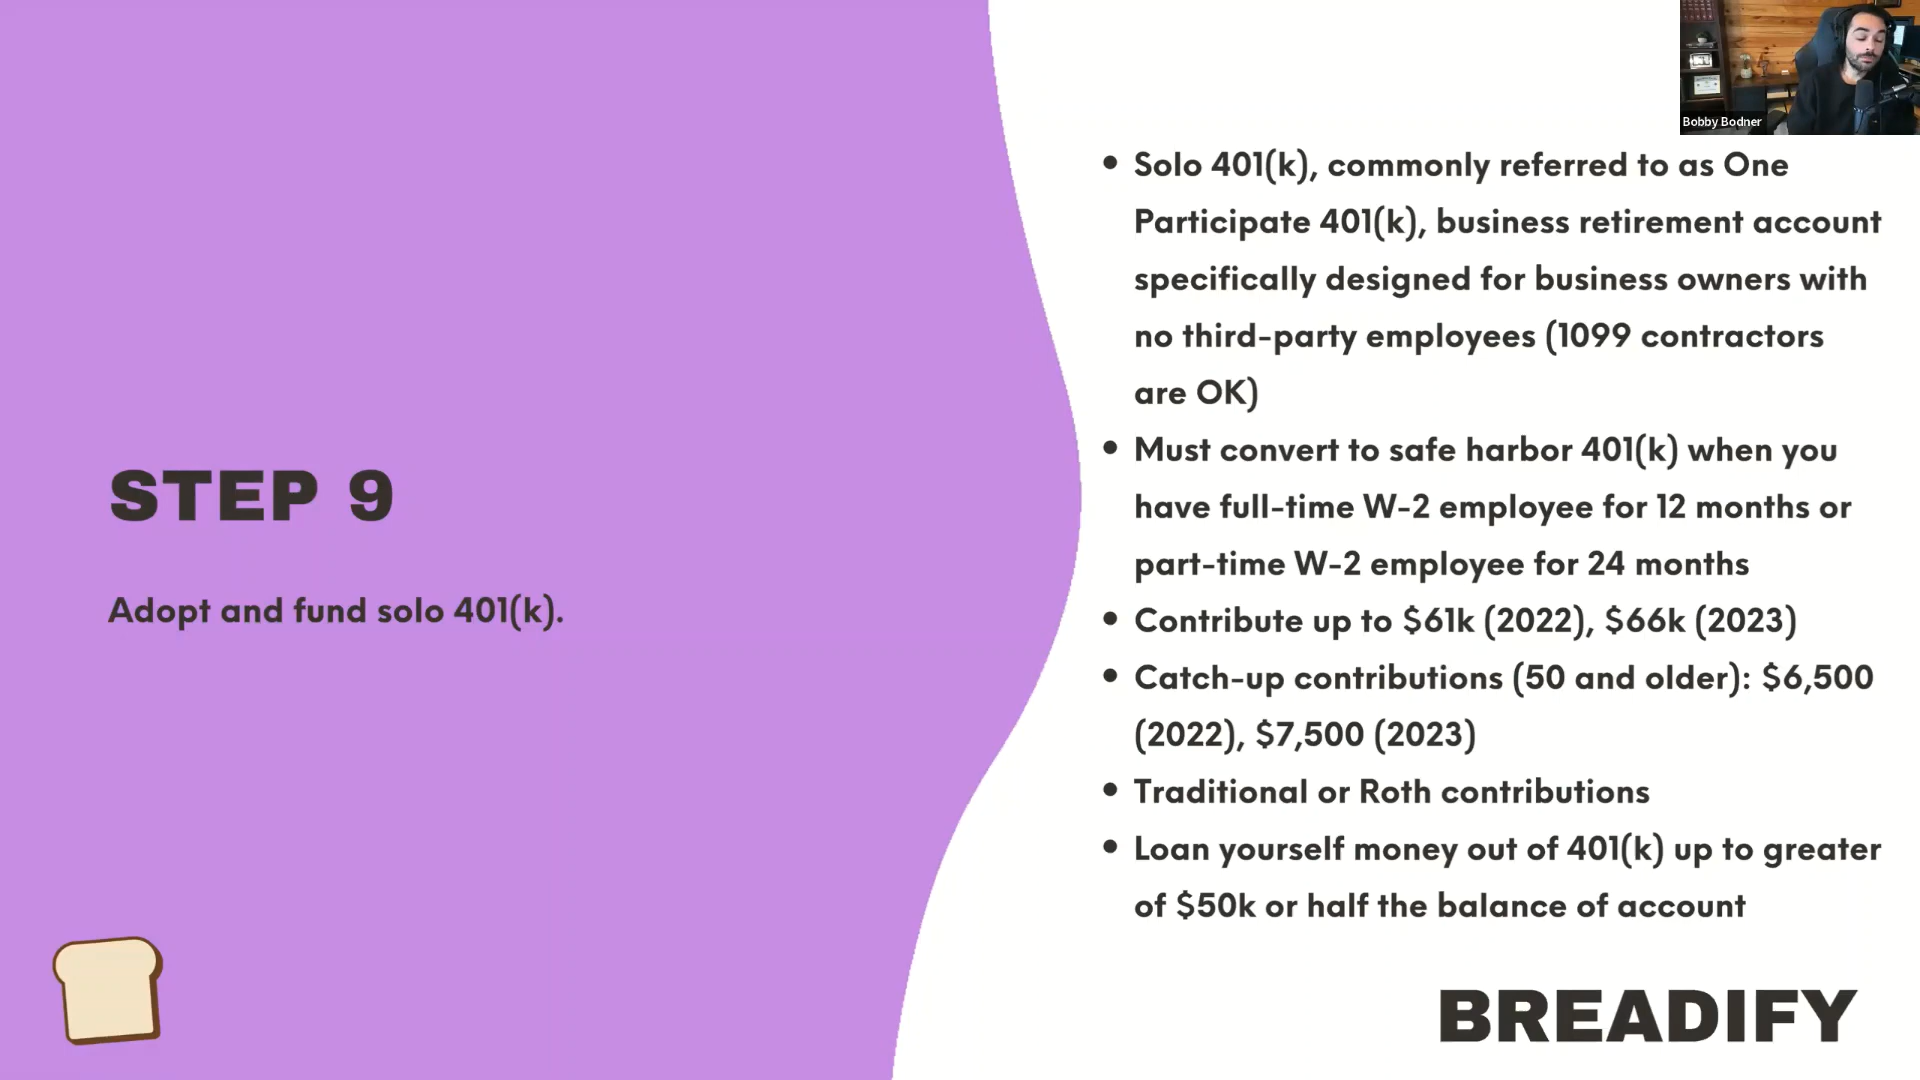 Bobby Bodner
STEP 9
Adopt and fund solo 401(k).
• Solo 401(k), commonly referred to as One
Participate 401(k), business retirement account
specifically designed for business owners with
no third-party employees (1099 contractors
are OK)
• Must convert to safe harbor 401(k) when you
have full-time W-2 employee for 12 months or
part-time W-2 employee for 24 months
• Contribute up to $61k (2022), $66k (2023)
• Catch-up contributions (50 and older): $6,500
(2022), $7,500 (2023)
• Traditional or Roth contributions
• Loan yourself money out of 401(k) up to greater
of $50k or half the balance of account
BREADIFY